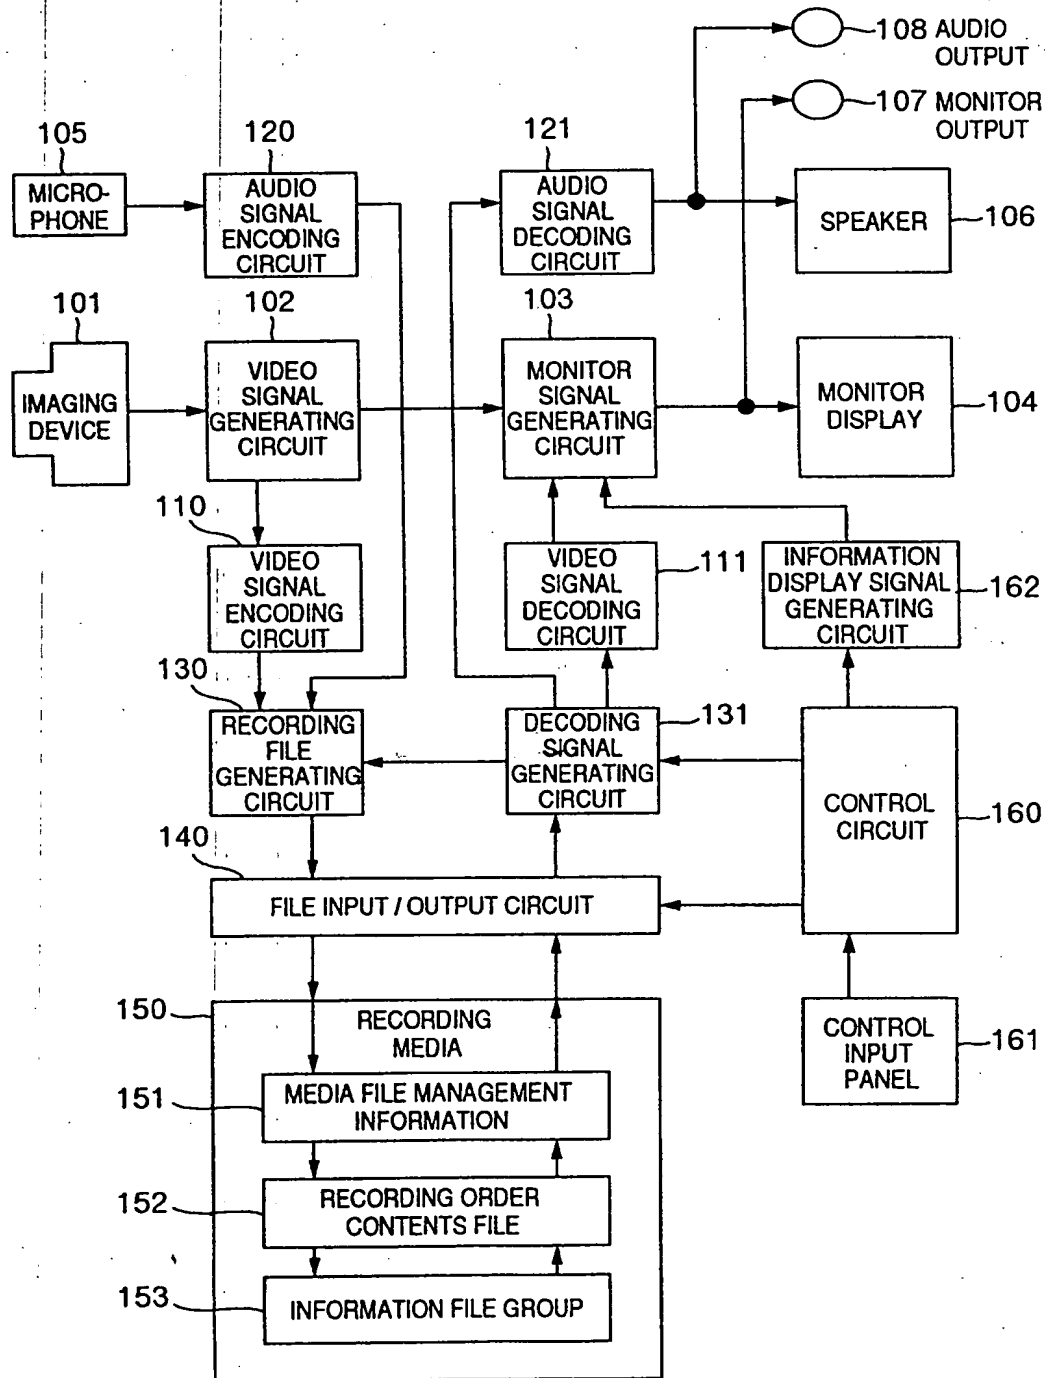 108 AUDIO
OUTPUT
107 MONITOR
OUTPUT
105
120
121
MICRO-
PHONE
AUDIO
SIGNAL
ENCODING
CIRCUIT
AUDIO
SIGNAL
DECODING
CIRCUIT
SPEAKER
106
101
102
103
IMAGING
DEVICE
VIDEO
SIGNAL
GENERATING
CIRCUIT
MONITOR
SIGNAL
GENERATING
CIRCUIT
MONITOR
DISPLAY
104
110
VIDEO
SIGNAL
ENCODING
CIRCUIT
VIDEO
SIGNAL
DECODING
CIRCUIT
111
INFORMATION
DISPLAY SIGNAL
GENERATING
CIRCUIT
162
130
RECORDING
FILE
GENERATING
CIRCUIT
DECODING
SIGNAL
GENERATING
CIRCUIT
131
CONTROL
CIRCUIT
160
140
FILE INPUT / OUTPUT CIRCUIT
150
RECORDING
MEDIA
CONTROL
INPUT
PANEL
161
151
MEDIA FILE MANAGEMENT
INFORMATION
152
RECORDING ORDER
CONTENTS FILE
153
INFORMATION FILE GROUP